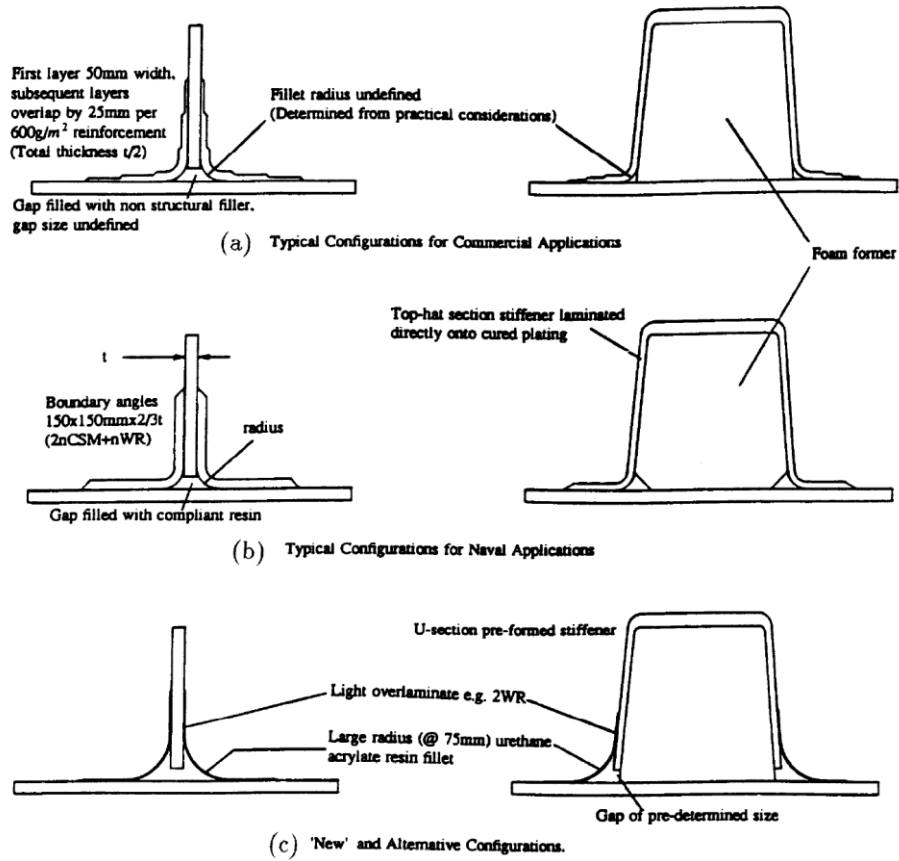 First layer 50mm width,
subsequent layers
overlap by 25mm per
600g/m² reinforcement
(Total thickness t/2)
Fillet radius undefined
(Determined from practical considerations)
Gap filled with non structural filler,
gap size undefined
(a) Typical Configurations for Commercial Applications
Foam former
Top-hat section stiffener laminated
directly onto cured plating
t
Boundary angles
150x150mmx2/3t
(2nCSM+nWR)
radius
Gap filled with compliant resin
(b) Typical Configurations for Naval Applications
U-section pre-formed stiffener
Light overlaminate e.g. 2WR
Large radius (@ 75mm) urethane
acrylate resin fillet
Gap of pre-determined size
(c) 'New' and Alternative Configurations.